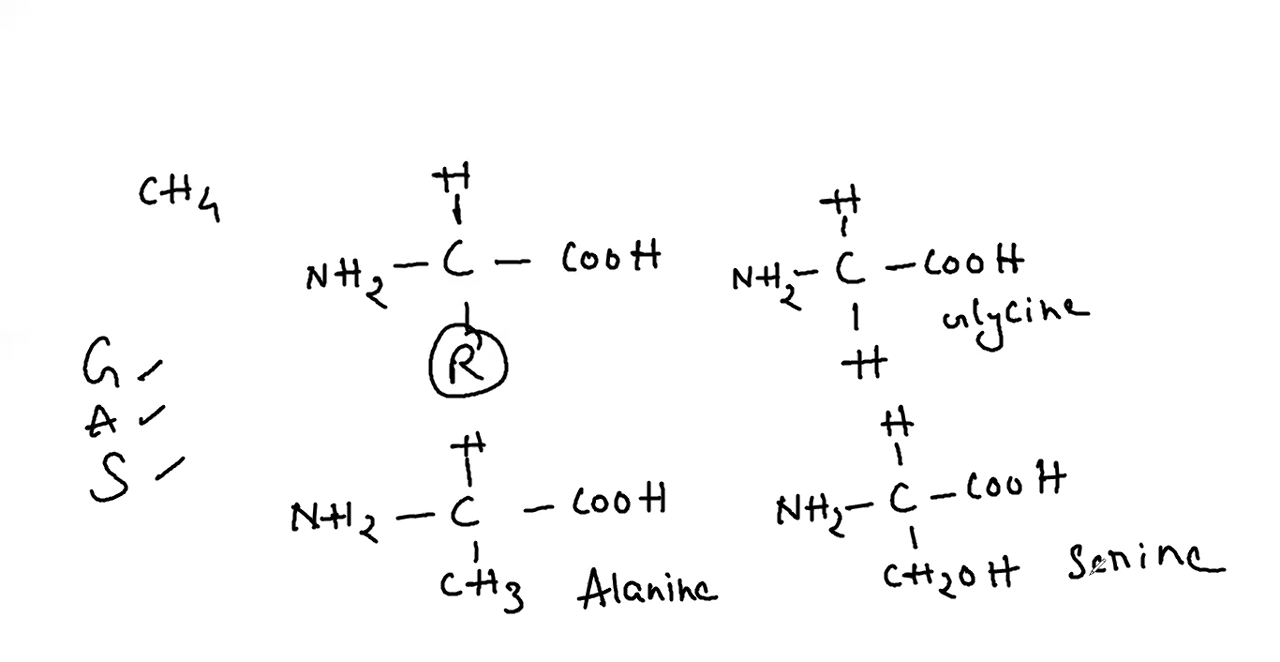 CH4
H
NH2 – C – COOH
R
H
NH2 – C – COOH
Glycine
H
G
A
S
H
NH2 – C – COOH
CH3 Alanine
H
NH2 – C – COOH
CH2OH Serine